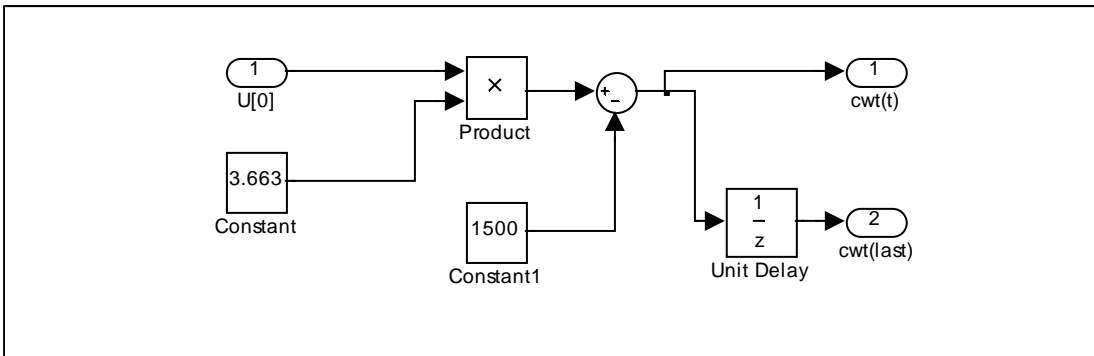 1
U[0]
3.663
Constant
×
Product
1500
Constant1
+
-
1
cwt(t)
1
z
Unit Delay
2
cwt(last)